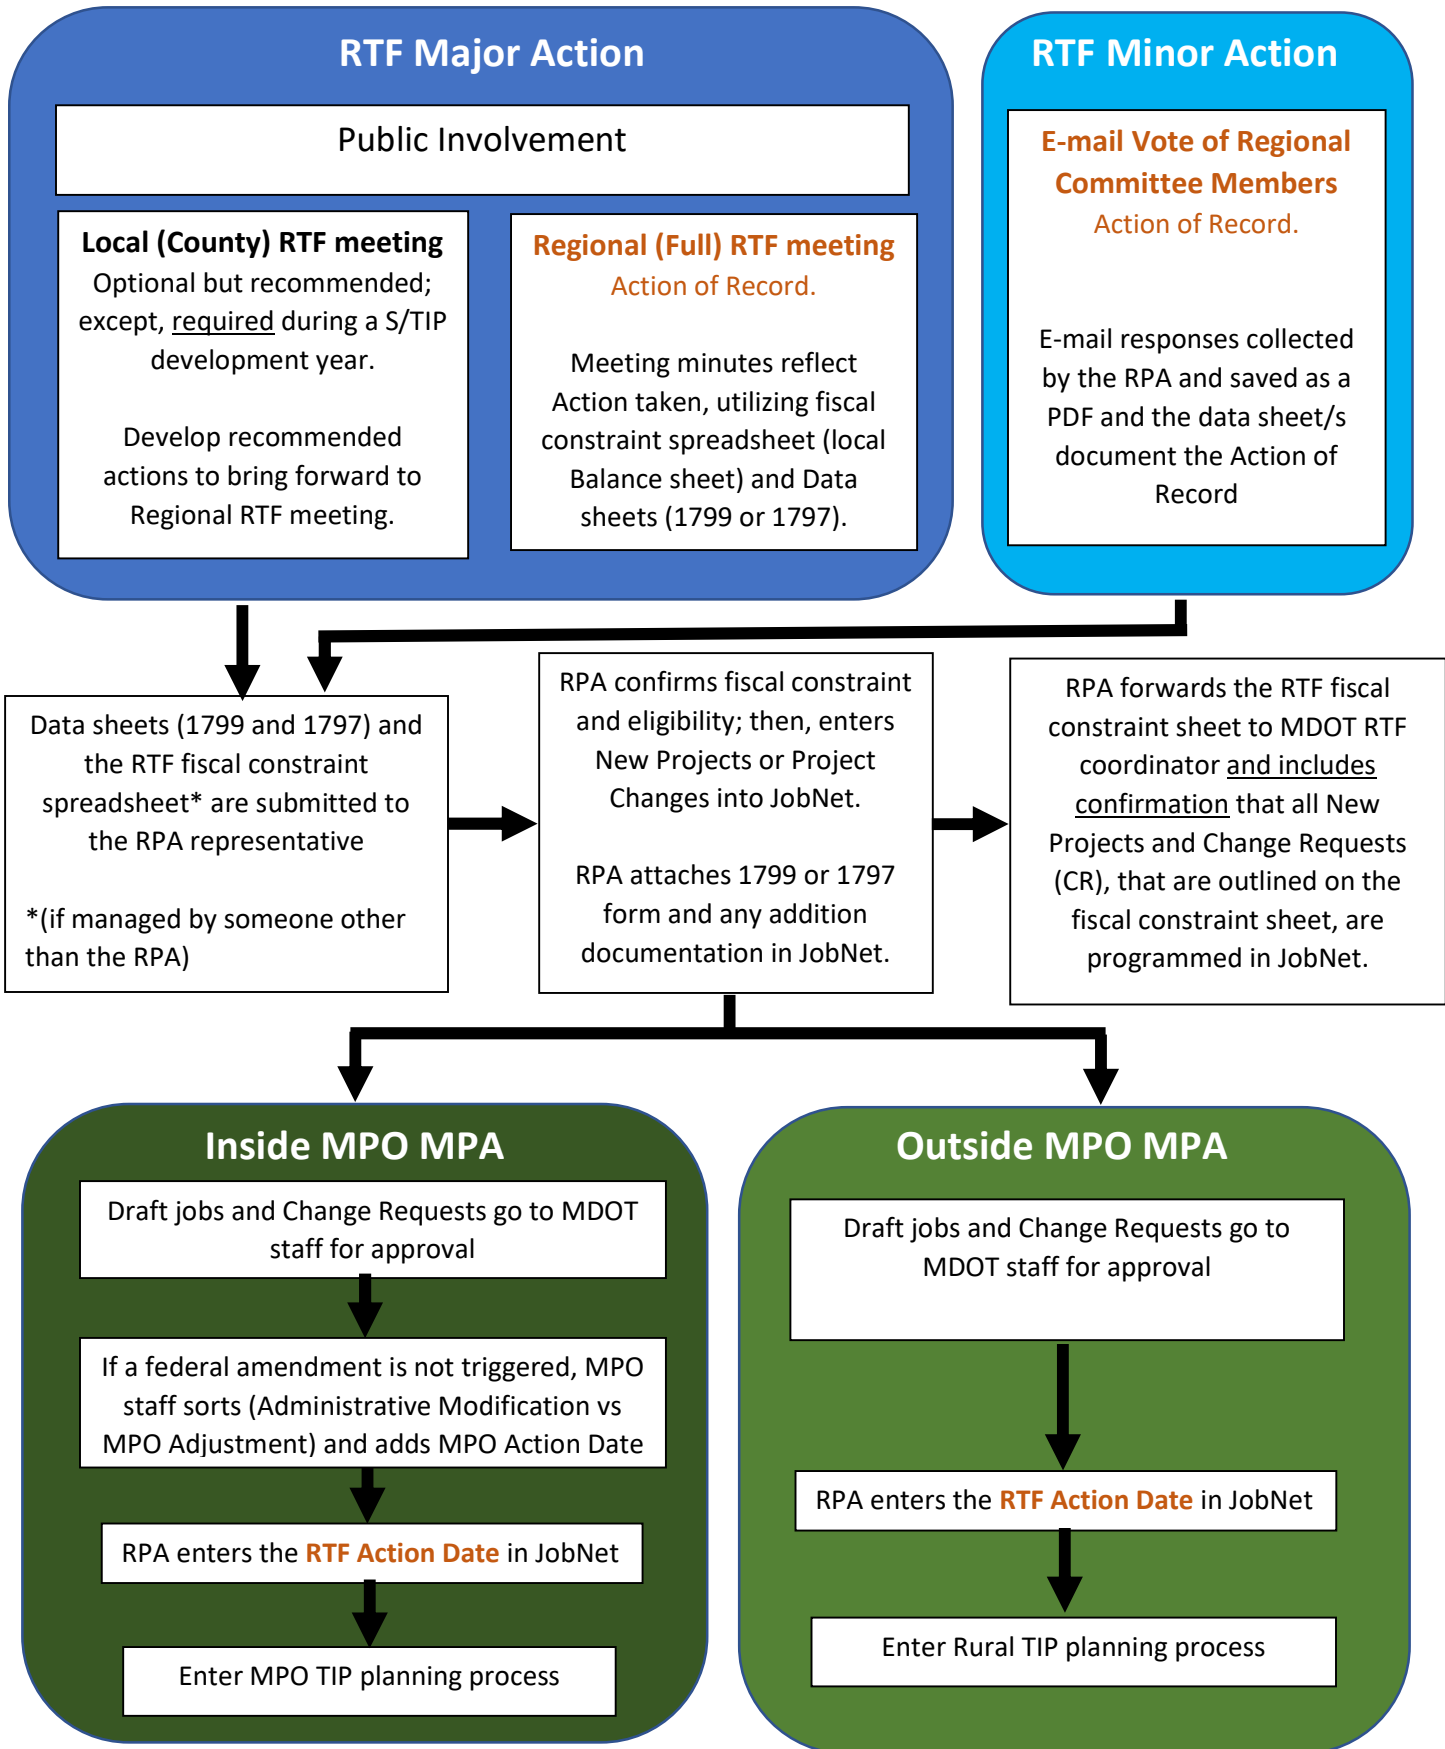 RTF Major Action
Public Involvement
Local (County) RTF meeting
Optional but recommended;
except, required during a S/TIP
development year.
Develop recommended
actions to bring forward to
Regional RTF meeting.
Regional (Full) RTF meeting
Action of Record.
Meeting minutes reflect
Action taken, utilizing fiscal
constraint spreadsheet (local
Balance sheet) and Data
sheets (1799 or 1797).
RTF Minor Action
E-mail Vote of Regional
Committee Members
Action of Record.
E-mail responses collected
by the RPA and saved as a
PDF and the data sheet/s
document the Action of
Record
Data sheets (1799 and 1797) and
the RTF fiscal constraint
spreadsheet* are submitted to
the RPA representative
*(if managed by someone other
than the RPA)
RPA confirms fiscal constraint
and eligibility; then, enters
New Projects or Project
Changes into JobNet.
RPA attaches 1799 or 1797
form and any addition
documentation in JobNet.
RPA forwards the RTF fiscal
constraint sheet to MDOT RTF
coordinator and includes
confirmation that all New
Projects and Change Requests
(CR), that are outlined on the
fiscal constraint sheet, are
programmed in JobNet.
Inside MPO MPA
Draft jobs and Change Requests go to MDOT
staff for approval
If a federal amendment is not triggered, MPO
staff sorts (Administrative Modification vs
MPO Adjustment) and adds MPO Action Date
RPA enters the RTF Action Date in JobNet
Enter MPO TIP planning process
Outside MPO MPA
Draft jobs and Change Requests go to
MDOT staff for approval
RPA enters the RTF Action Date in JobNet
Enter Rural TIP planning process